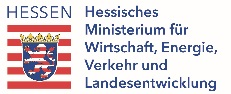 HESSEN
Hessisches
Ministerium für
Wirtschaft, Energie,
Verkehr und
Landesentwicklung